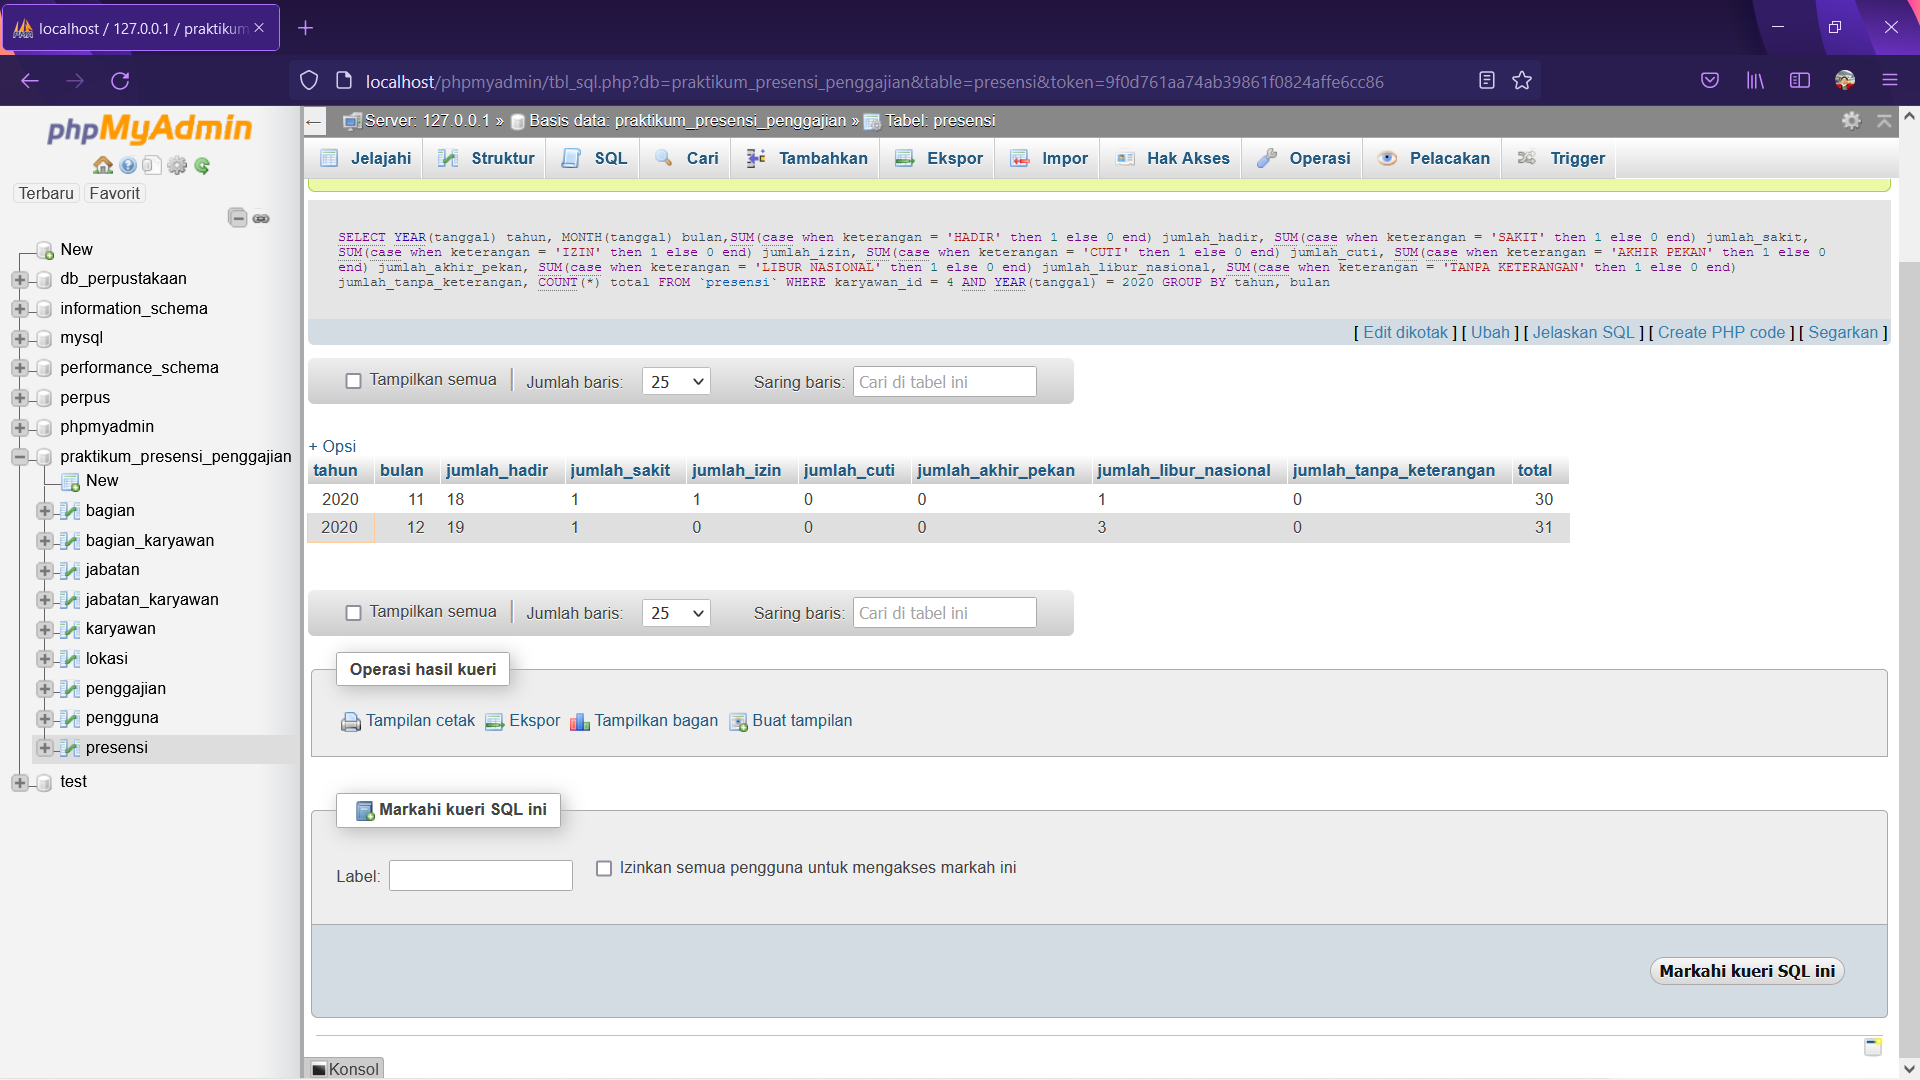 localhost / 127.0.0.1 / praktikum
localhost/phpmyadmin/tbl_sql.php?db=praktikum_presensi_penggajian&table=presensi&token=9f0d761aa74ab39861f0824affe6cc86
phpMyAdmin
Terbaru Favorit
New
db_perpustakaan
information_schema
mysql
performance_schema
perpus
phpmyadmin
praktikum_presensi_penggajian
New
bagian
bagian_karyawan
jabatan
jabatan_karyawan
karyawan
lokasi
penggajian
pengguna
presensi
test
Server: 127.0.0.1 » Basis data: praktikum_presensi_penggajian » Tabel: presensi
Jelajahi Struktur SQL Cari Tambahkan Ekspor Impor Hak Akses Operasi Pelacakan Trigger
SELECT YEAR(tanggal) tahun, MONTH(tanggal) bulan,SUM(case when keterangan = 'HADIR' then 1 else 0 end) jumlah_hadir, SUM(case when keterangan = 'SAKIT' then 1 else 0 end) jumlah_sakit,
SUM(case when keterangan = 'IZIN' then 1 else 0 end) jumlah_izin, SUM(case when keterangan = 'CUTI' then 1 else 0 end) jumlah_cuti, SUM(case when keterangan = 'AKHIR PEKAN' then 1 else 0
end) jumlah_akhir_pekan, SUM(case when keterangan = 'LIBUR NASIONAL' then 1 else 0 end) jumlah_libur_nasional, SUM(case when keterangan = 'TANPA KETERANGAN' then 1 else 0 end)
jumlah_tanpa_keterangan, COUNT(*) total FROM `presensi` WHERE karyawan_id = 4 AND YEAR(tanggal) = 2020 GROUP BY tahun, bulan
[ Edit dikotak ] [ Ubah ] [ Jelaskan SQL ] [ Create PHP code ] [ Segarkan ]
Tampilkan semua Jumlah baris: 25 Saring baris: Cari di tabel ini
+ Opsi
tahun bulan jumlah_hadir jumlah_sakit jumlah_izin jumlah_cuti jumlah_akhir_pekan jumlah_libur_nasional jumlah_tanpa_keterangan total
2020 11 18 1 1 0 0 1 0 30
2020 12 19 1 0 0 0 3 0 31
Tampilkan semua Jumlah baris: 25 Saring baris: Cari di tabel ini
Operasi hasil kueri
Tampilan cetak Ekspor Tampilkan bagan Buat tampilan
Markahi kueri SQL ini
Label: Izinkan semua pengguna untuk mengakses markah ini
Markahi kueri SQL ini
Konsol